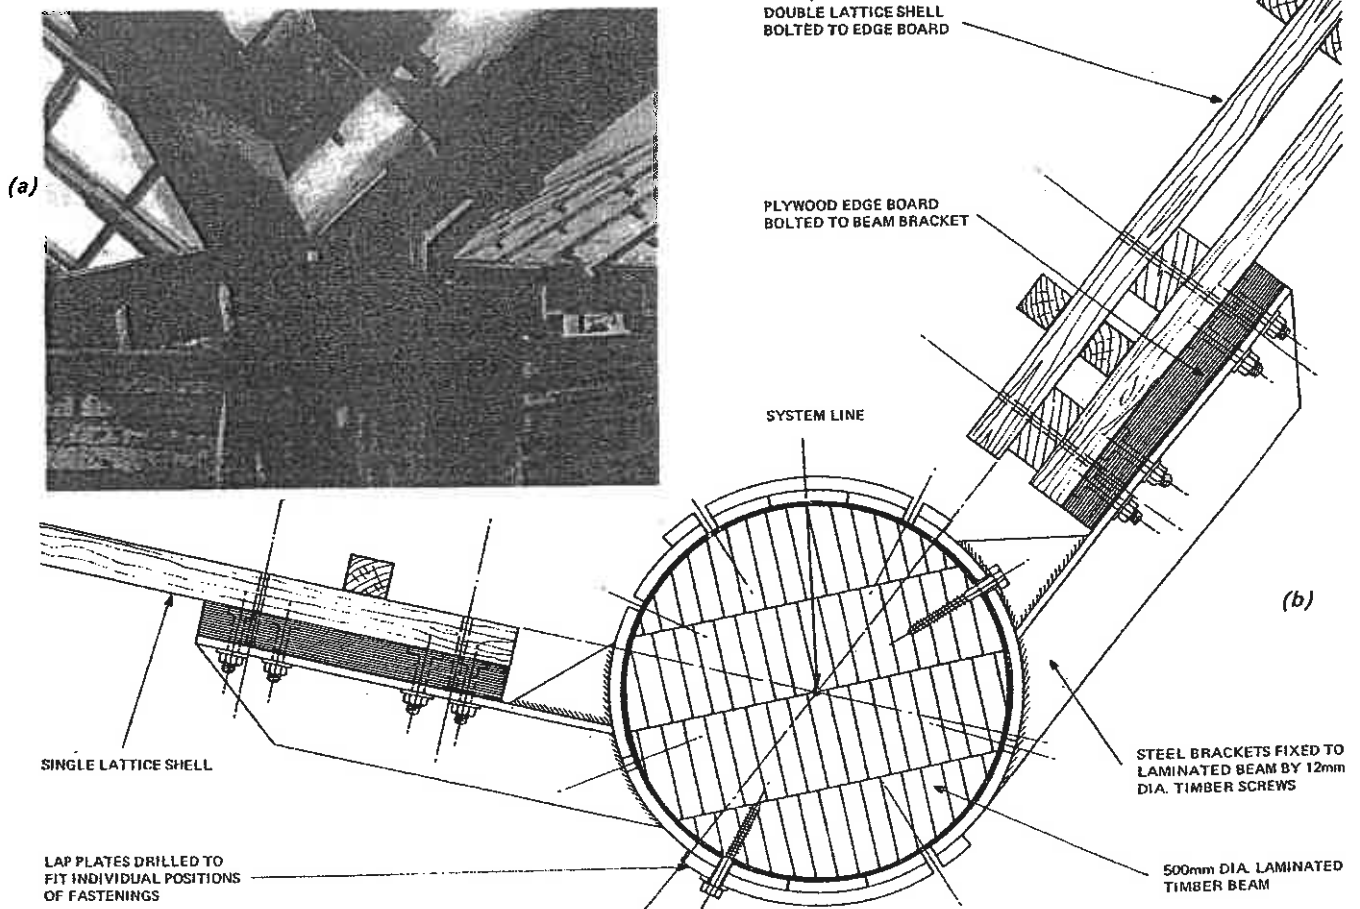 DOUBLE LATTICE SHELL
BOLTED TO EDGE BOARD
(a)
PLYWOOD EDGE BOARD
BOLTED TO BEAM BRACKET
SYSTEM LINE
(b)
SINGLE LATTICE SHELL
STEEL BRACKETS FIXED TO
LAMINATED BEAM BY 12mm
DIA. TIMBER SCREWS
LAP PLATES DRILLED TO
FIT INDIVIDUAL POSITIONS
OF FASTENINGS
500mm DIA. LAMINATED
TIMBER BEAM